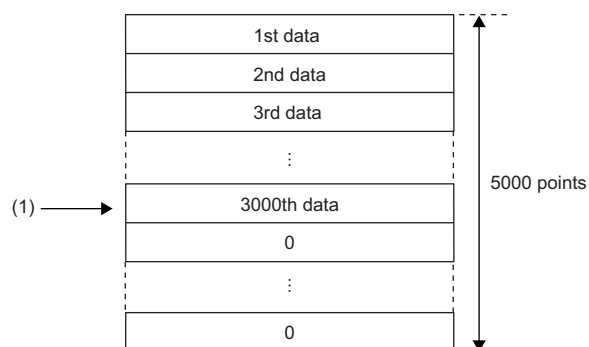 1st data
2nd data
3rd data
⋮
5000 points
(1)
3000th data
0
⋮
0